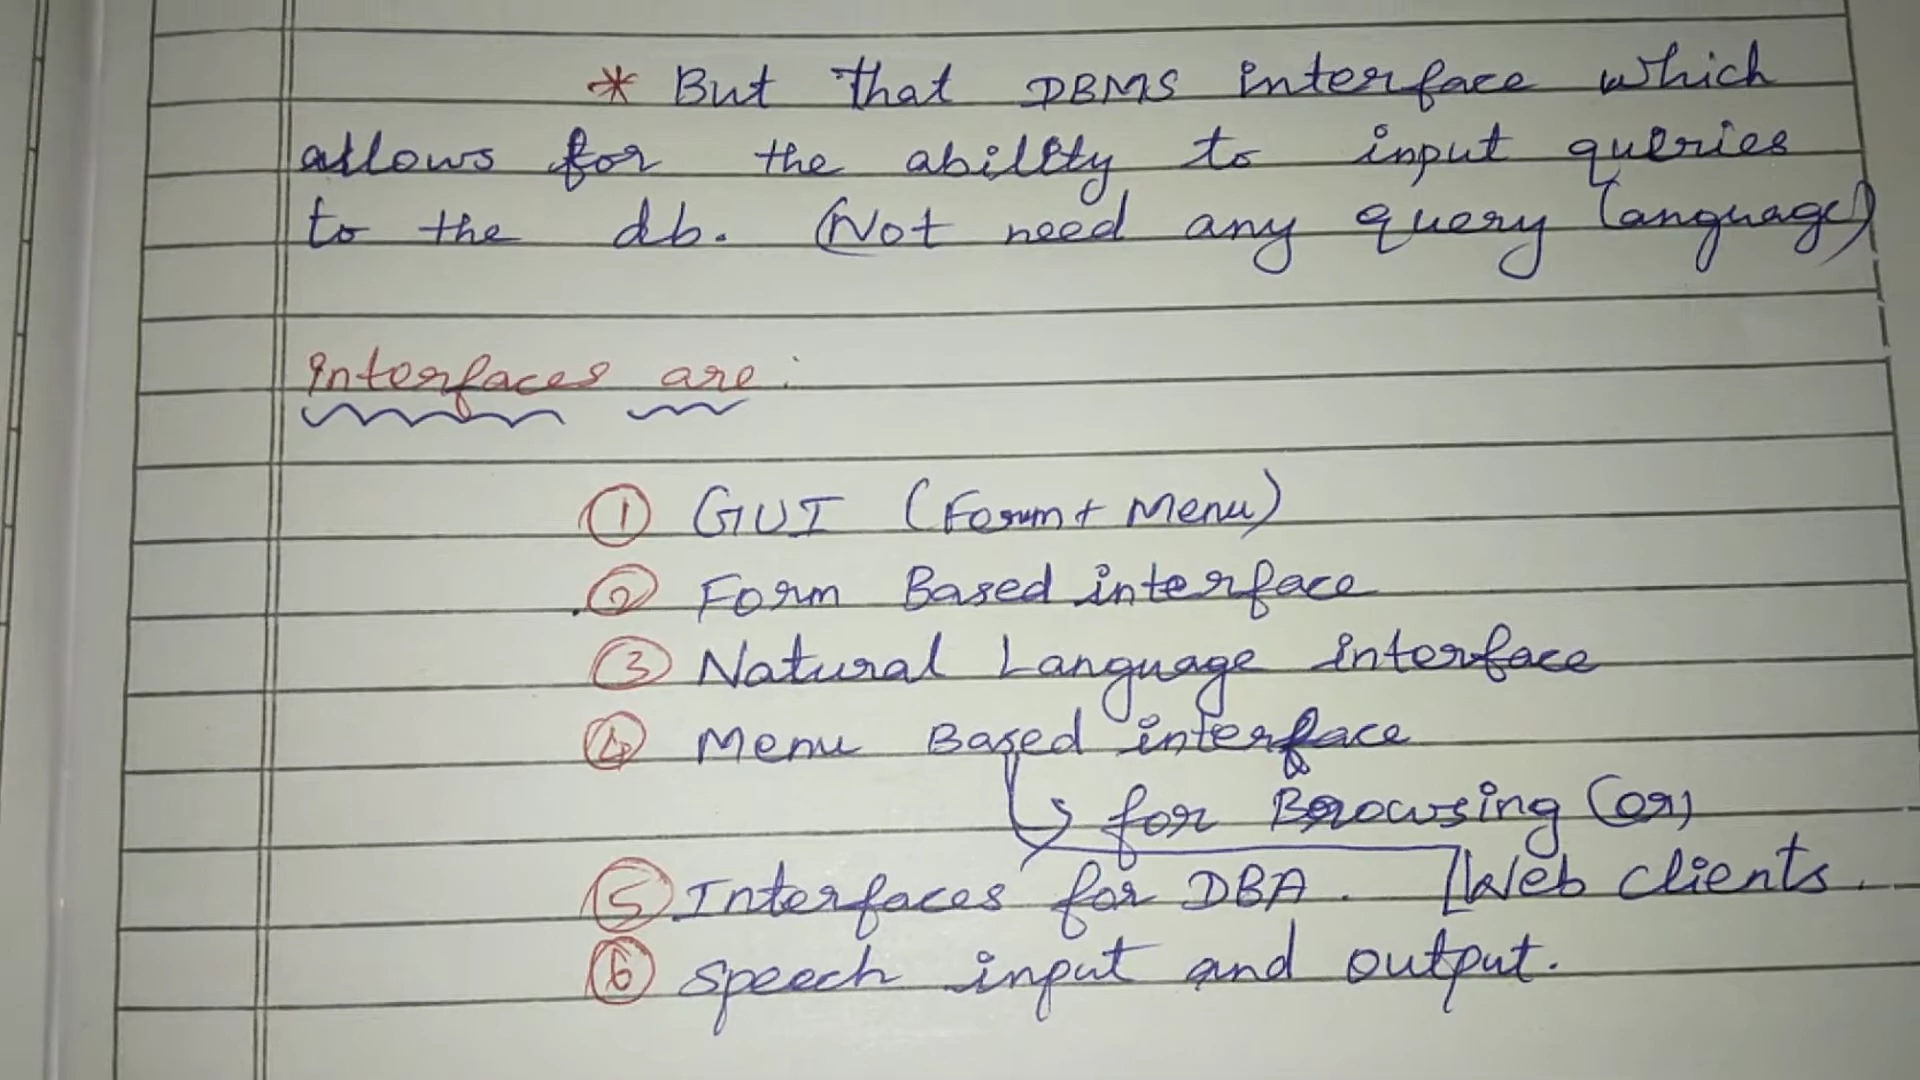 * But that DBMS interface which
allows for the ability to input queries
to the db. (Not need any query language)
Interfaces are:
① GUI (Form + Menu)
② Form Based interface
③ Natural Language interface
④ Menu Based interface
for Browsing (or)
⑤ Interfaces for DBA. Web clients.
⑥ speech input and output.